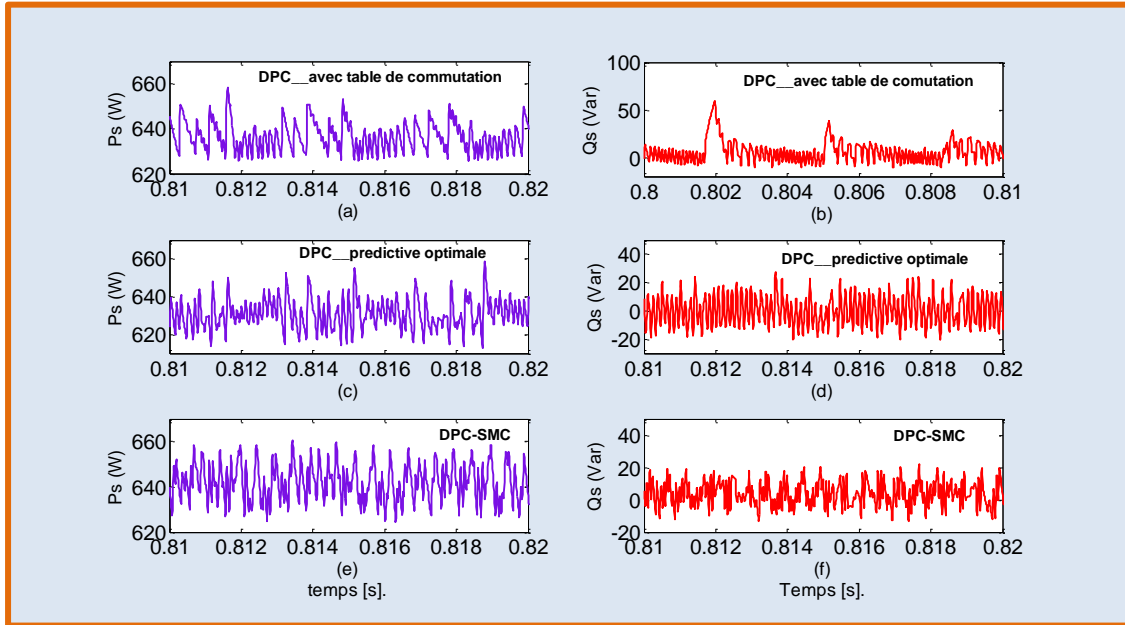 DPC__avec table de commutation
Ps (W)
660
640
620
0.81 0.812 0.814 0.816 0.818 0.82
(a)
DPC__avec table de comutation
Qs (Var)
100
50
0
0.8 0.802 0.804 0.806 0.808 0.81
(b)
DPC__predictive optimale
Ps (W)
660
640
620
0.81 0.812 0.814 0.816 0.818 0.82
(c)
DPC__predictive optimale
Qs (Var)
40
20
0
-20
0.81 0.812 0.814 0.816 0.818 0.82
(d)
DPC-SMC
Ps (W)
660
640
620
0.81 0.812 0.814 0.816 0.818 0.82
(e)
temps [s].
DPC-SMC
Qs (Var)
40
20
0
-20
0.81 0.812 0.814 0.816 0.818 0.82
(f)
Temps [s].